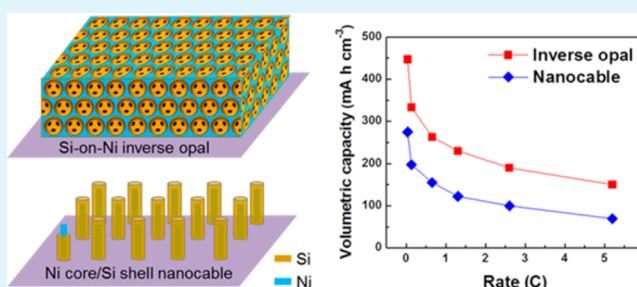 Si-on-Ni inverse opal
Ni core/Si shell nanocable
Si
Ni
Volumetric capacity (mA h cm⁻³)
500
400
300
200
100
0
Inverse opal
Nanocable
0
1
2
3
4
5
Rate (C)